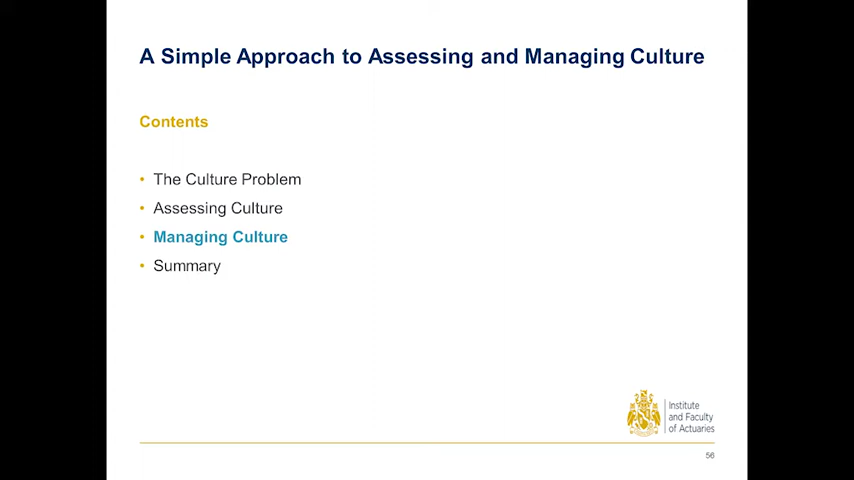 A Simple Approach to Assessing and Managing Culture
Contents
• The Culture Problem
• Assessing Culture
• Managing Culture
• Summary
Institute
and Faculty
of Actuaries
56